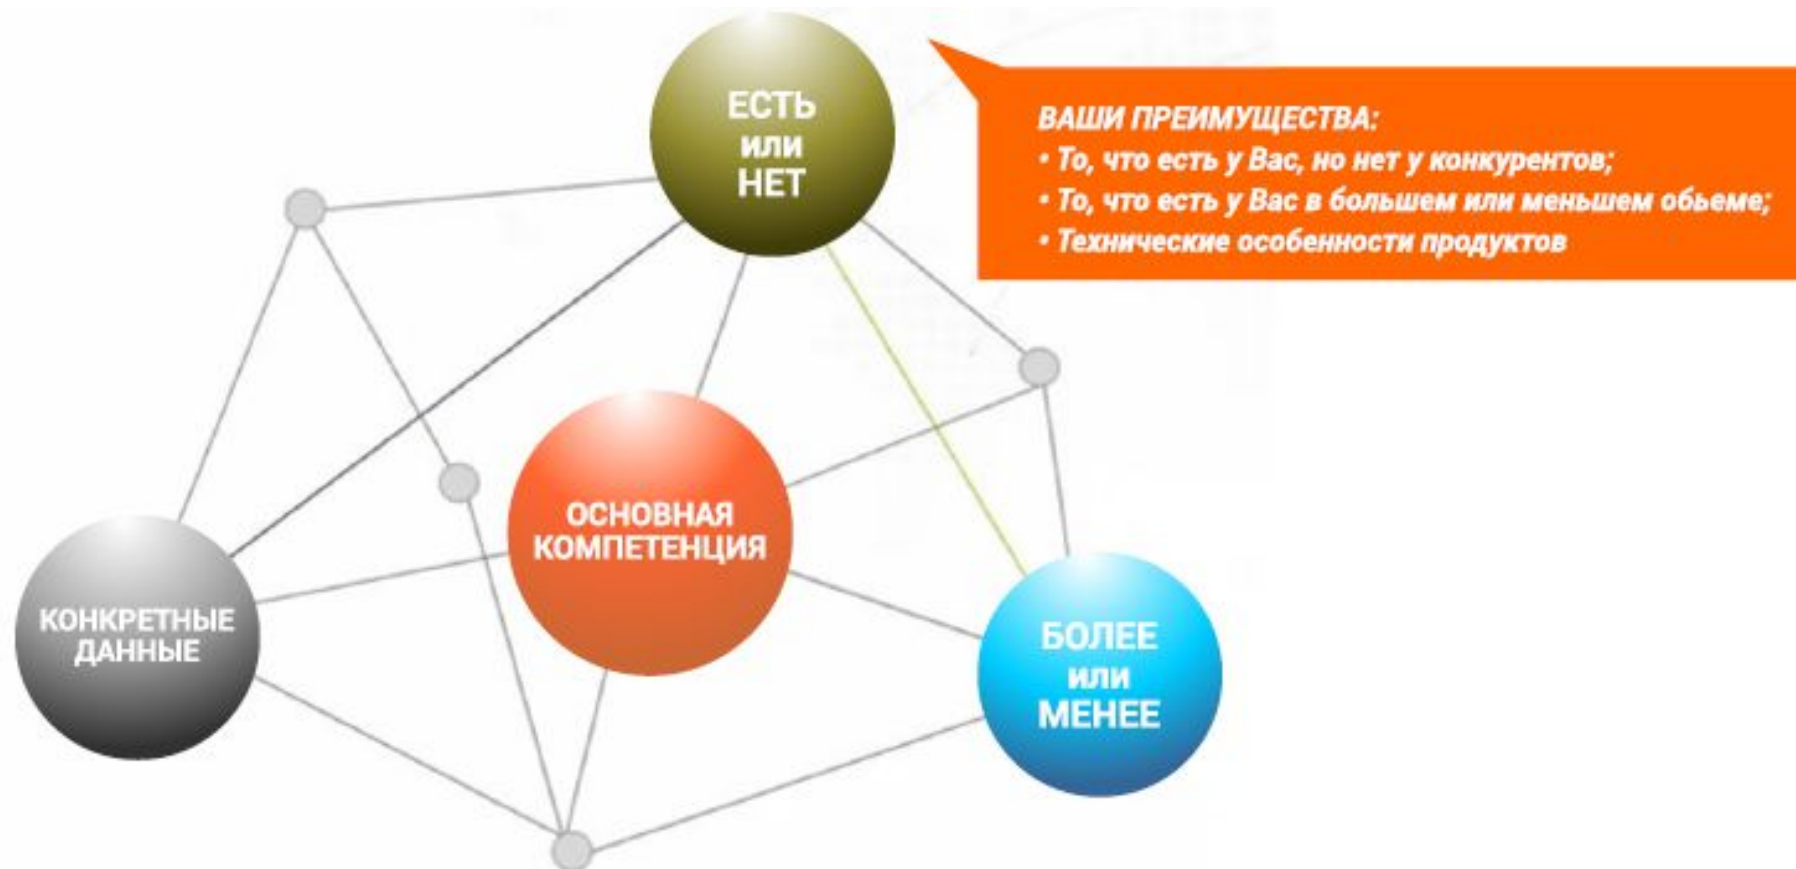 ЕСТЬ
или
НЕТ
ВАШИ ПРЕИМУЩЕСТВА:
• То, что есть у Вас, но нет у конкурентов;
• То, что есть у Вас в большем или меньшем обьеме;
• Технические особенности продуктов
ОСНОВНАЯ
КОМПЕТЕНЦИЯ
КОНКРЕТНЫЕ
ДАННЫЕ
БОЛЕЕ
или
МЕНЕЕ